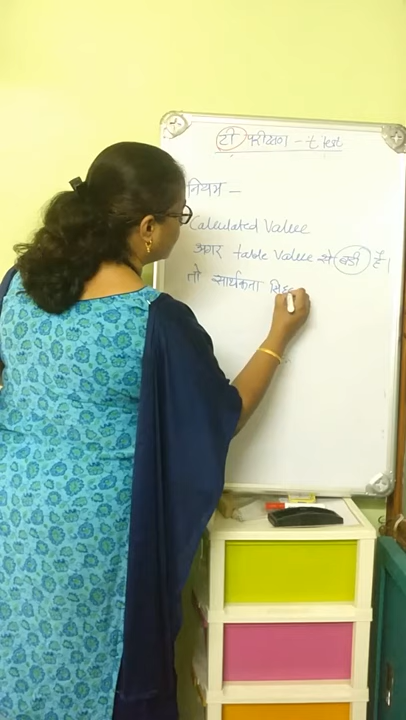 टी परीक्षण - t test
नियम -
Calculated Value
अगर table Value से बडी है।
तो सार्थकता सिद्ध